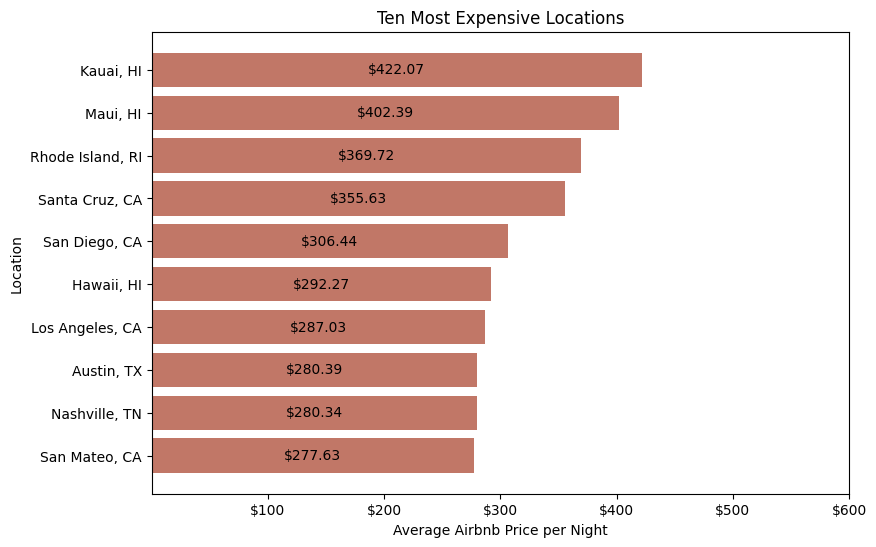 Ten Most Expensive Locations
Location
Kauai, HI $422.07
Maui, HI $402.39
Rhode Island, RI $369.72
Santa Cruz, CA $355.63
San Diego, CA $306.44
Hawaii, HI $292.27
Los Angeles, CA $287.03
Austin, TX $280.39
Nashville, TN $280.34
San Mateo, CA $277.63
$100 $200 $300 $400 $500 $600
Average Airbnb Price per Night